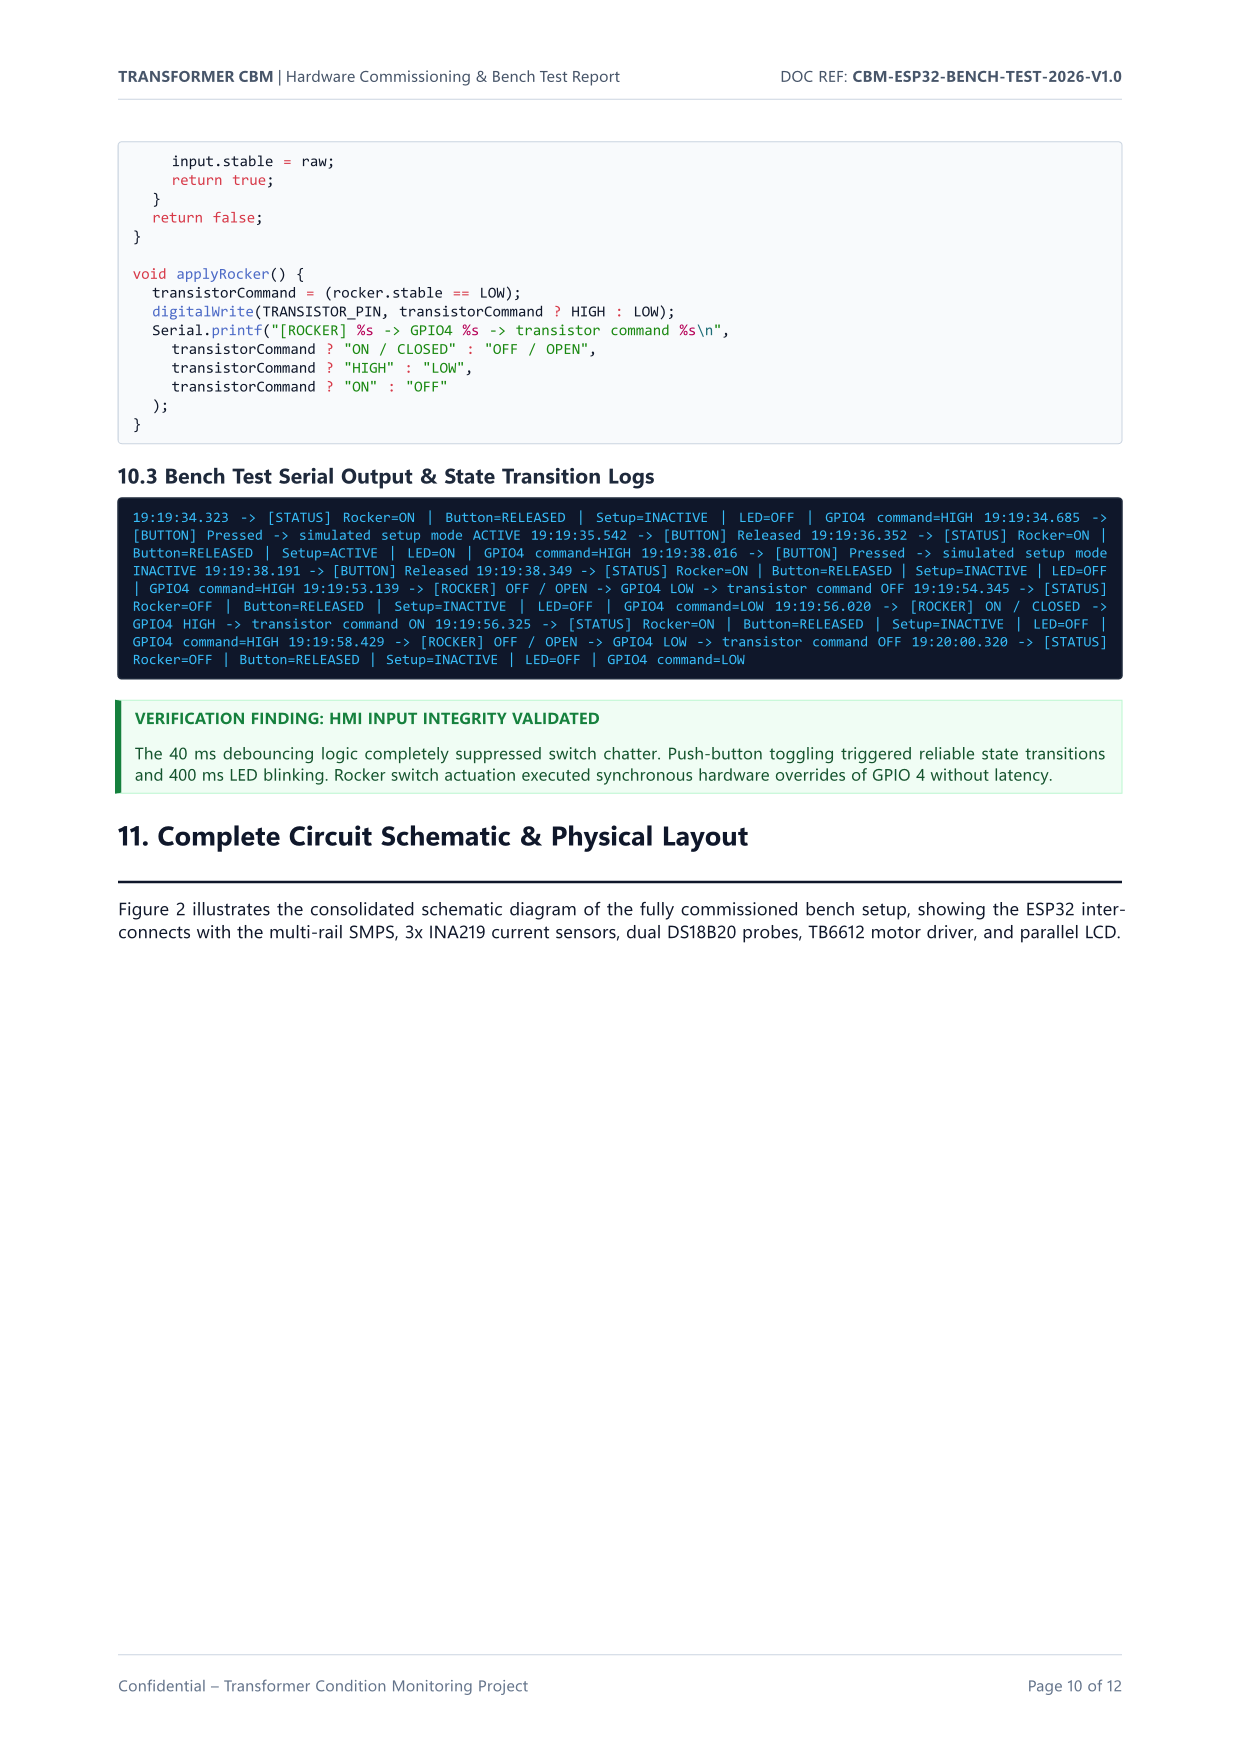 TRANSFORMER CBM | Hardware Commissioning & Bench Test Report
DOC REF: CBM-ESP32-BENCH-TEST-2026-V1.0
input.stable = raw;
return true;
}
return false;
}
void applyRocker() {
transistorCommand = (rocker.stable == LOW);
digitalWrite(TRANSISTOR_PIN, transistorCommand ? HIGH : LOW);
Serial.printf("[ROCKER] %s -> GPIO4 %s -> transistor command %s\n",
transistorCommand ? "ON / CLOSED" : "OFF / OPEN",
transistorCommand ? "HIGH" : "LOW",
transistorCommand ? "ON" : "OFF"
);
}
10.3 Bench Test Serial Output & State Transition Logs
19:19:34.323 -> [STATUS] Rocker=ON | Button=RELEASED | Setup=INACTIVE | LED=OFF | GPIO4 command=HIGH 19:19:34.685 ->
[BUTTON] Pressed -> simulated setup mode ACTIVE 19:19:35.542 -> [BUTTON] Released 19:19:36.352 -> [STATUS] Rocker=ON |
Button=RELEASED | Setup=ACTIVE | LED=ON | GPIO4 command=HIGH 19:19:38.016 -> [BUTTON] Pressed -> simulated setup mode
INACTIVE 19:19:38.191 -> [BUTTON] Released 19:19:38.349 -> [STATUS] Rocker=ON | Button=RELEASED | Setup=INACTIVE | LED=OFF
| GPIO4 command=HIGH 19:19:53.139 -> [ROCKER] OFF / OPEN -> GPIO4 LOW -> transistor command OFF 19:19:54.345 -> [STATUS]
Rocker=OFF | Button=RELEASED | Setup=INACTIVE | LED=OFF | GPIO4 command=LOW 19:19:56.020 -> [ROCKER] ON / CLOSED ->
GPIO4 HIGH -> transistor command ON 19:19:56.325 -> [STATUS] Rocker=ON | Button=RELEASED | Setup=INACTIVE | LED=OFF |
GPIO4 command=HIGH 19:19:58.429 -> [ROCKER] OFF / OPEN -> GPIO4 LOW -> transistor command OFF 19:20:00.320 -> [STATUS]
Rocker=OFF | Button=RELEASED | Setup=INACTIVE | LED=OFF | GPIO4 command=LOW
VERIFICATION FINDING: HMI INPUT INTEGRITY VALIDATED
The 40 ms debouncing logic completely suppressed switch chatter. Push-button toggling triggered reliable state transitions
and 400 ms LED blinking. Rocker switch actuation executed synchronous hardware overrides of GPIO 4 without latency.
11. Complete Circuit Schematic & Physical Layout
Figure 2 illustrates the consolidated schematic diagram of the fully commissioned bench setup, showing the ESP32 inter-
connects with the multi-rail SMPS, 3x INA219 current sensors, dual DS18B20 probes, TB6612 motor driver, and parallel LCD.
Confidential – Transformer Condition Monitoring Project
Page 10 of 12